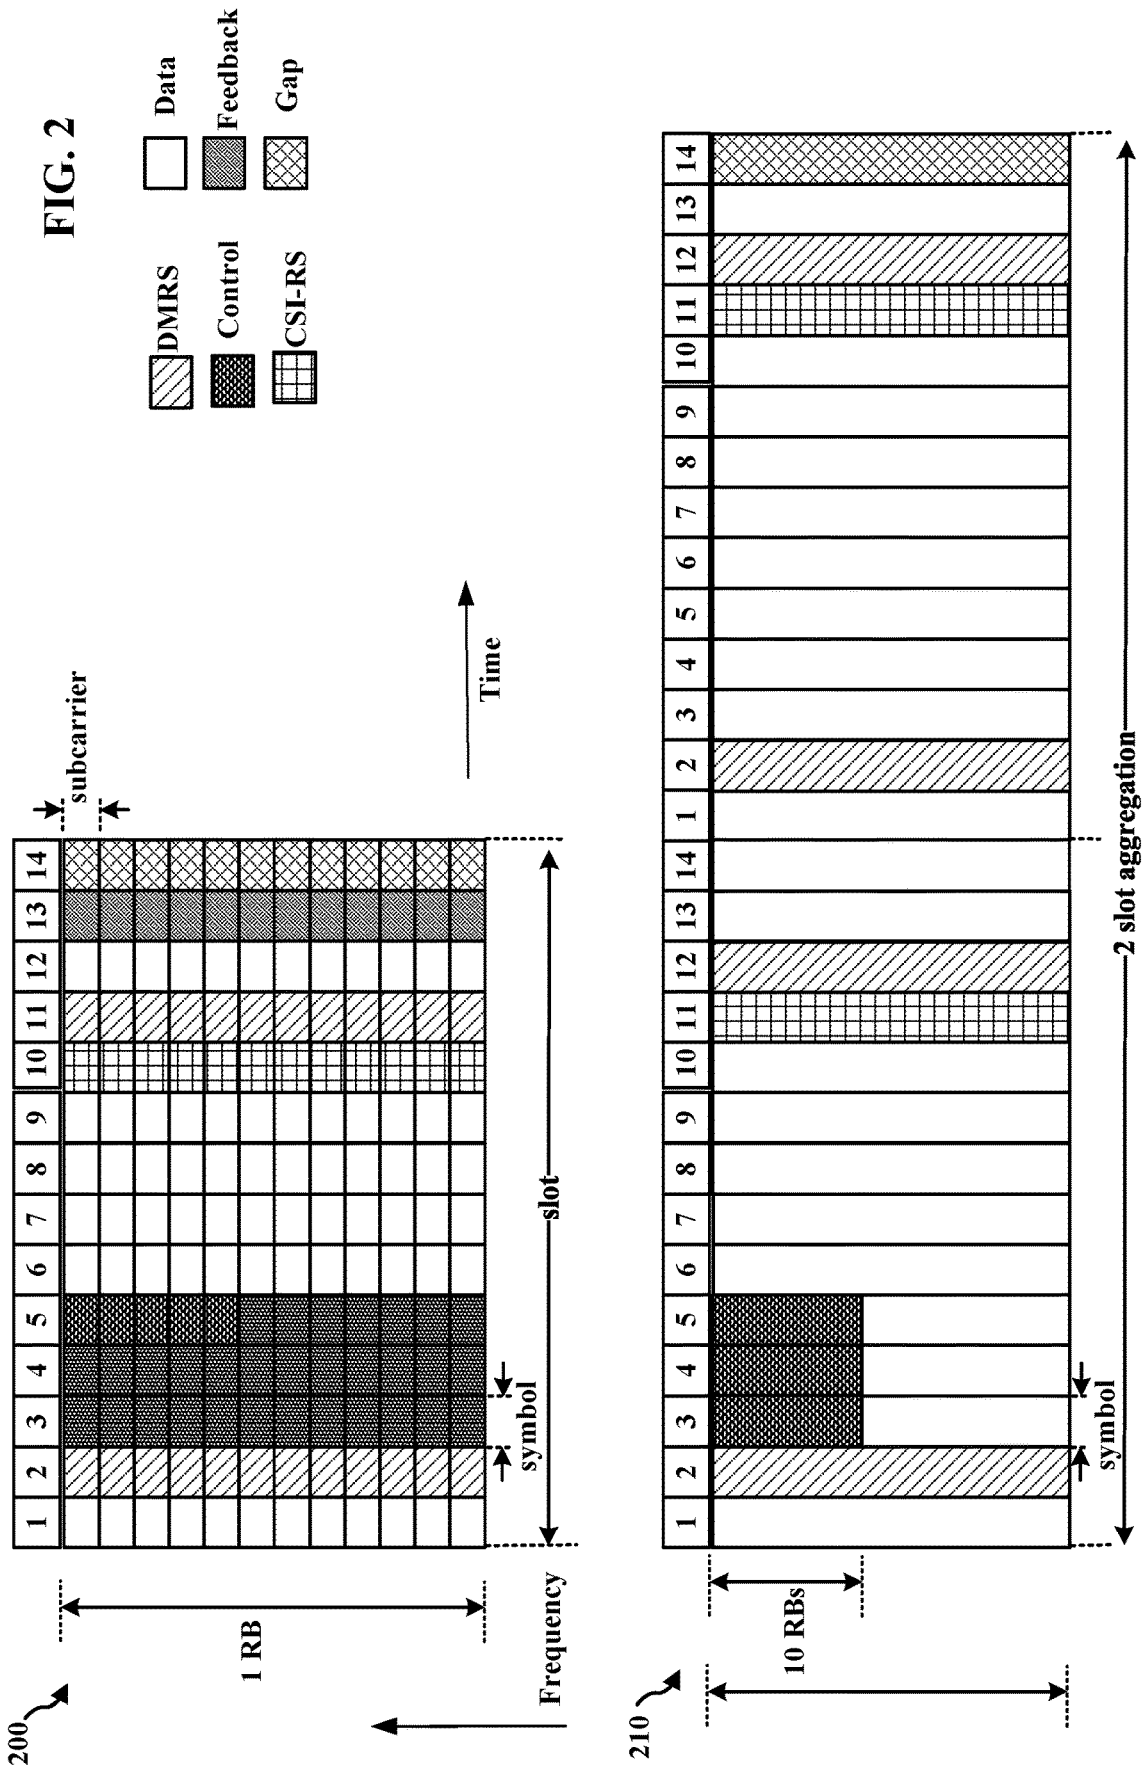 FIG. 2
DMRS
Data
Control
Feedback
CSI-RS
Gap
200
1 2 3 4 5 6 7 8 9 10 11 12 13 14
subcarrier
1 RB
symbol
slot
Frequency
Time
210
1 2 3 4 5 6 7 8 9 10 11 12 13 14 1 2 3 4 5 6 7 8 9 10 11 12 13 14
10 RBs
symbol
2 slot aggregation